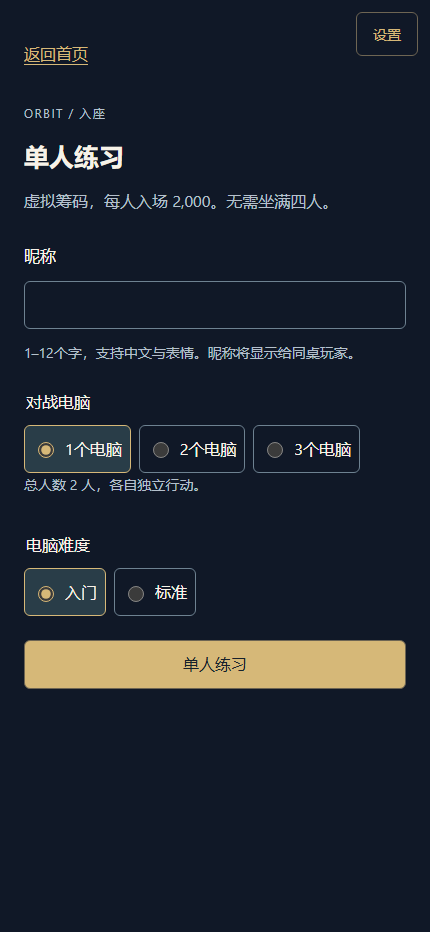 设置
返回首页
ORBIT / 入座
单人练习
虚拟筹码，每人入场 2,000。无需坐满四人。
昵称
1–12个字，支持中文与表情。昵称将显示给同桌玩家。
对战电脑
1个电脑 2个电脑 3个电脑
总人数 2 人，各自独立行动。
电脑难度
入门 标准
单人练习